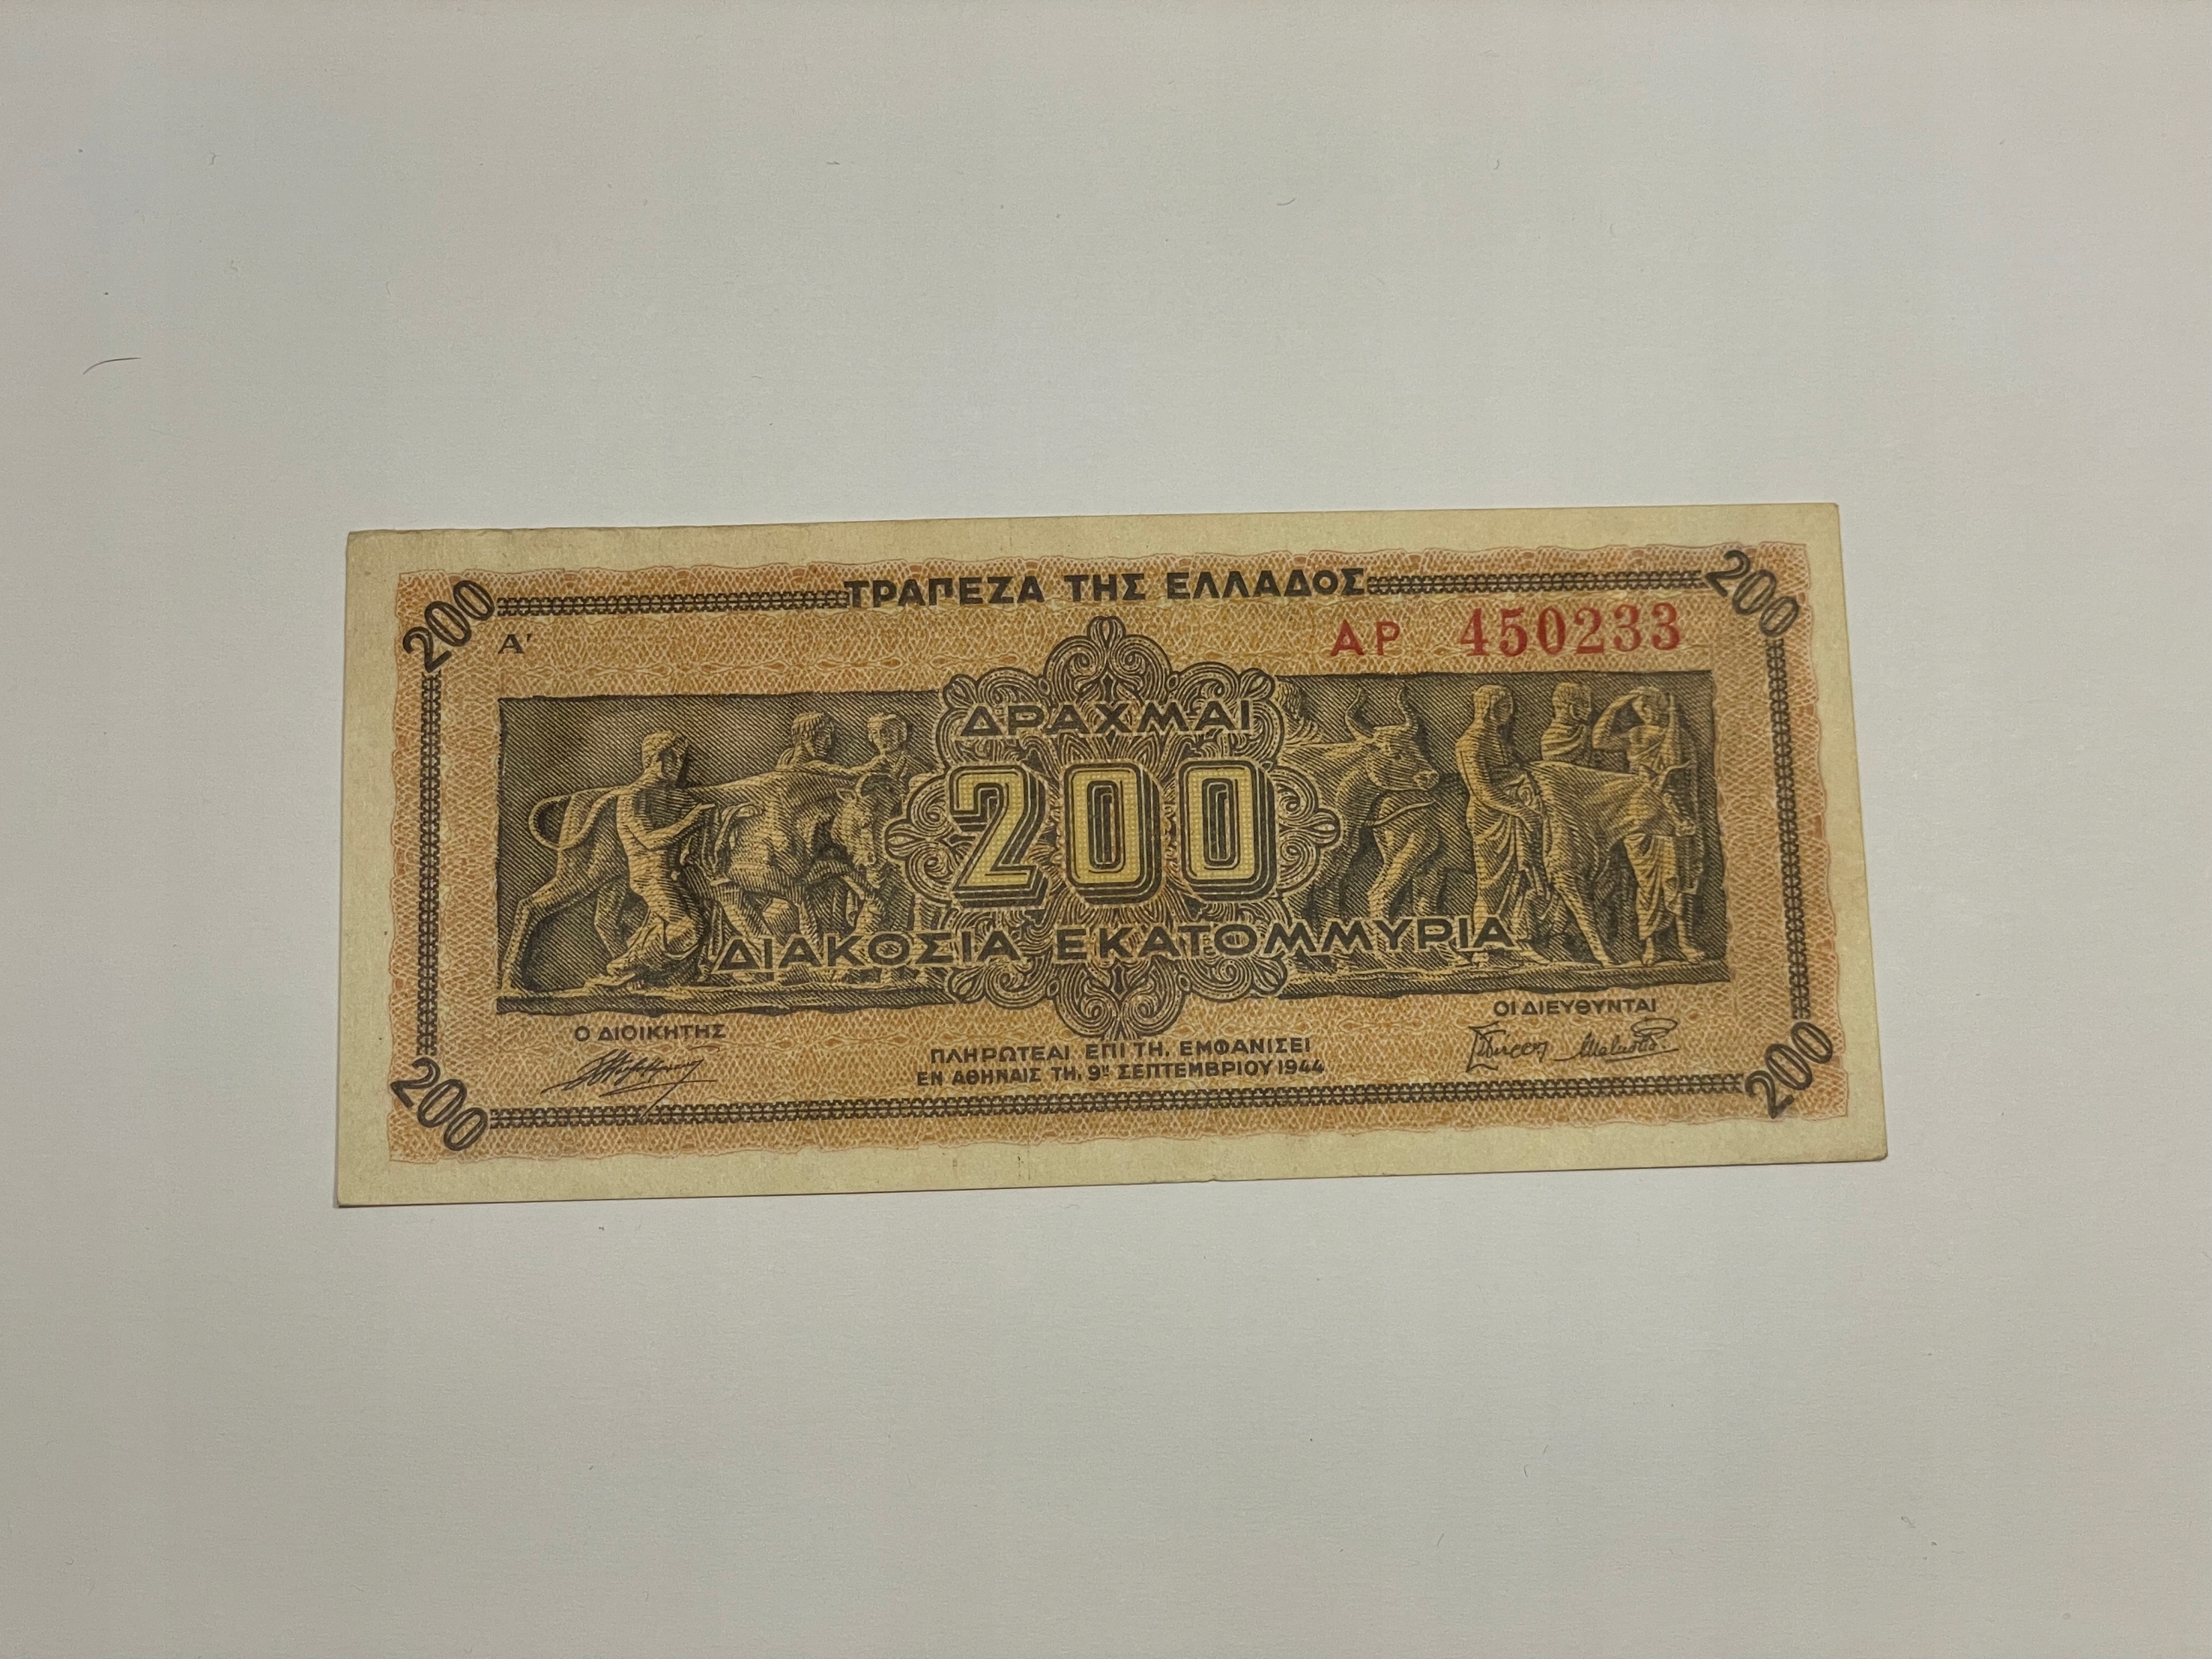 200 ΤΡΑΠΕΖΑ ΤΗΣ ΕΛΛΑΔΟΣ 200
Α' ΑΡ 450233
ΔΡΑΧΜΑΙ
200
ΔΙΑΚΟΣΙΑ ΕΚΑΤΟΜΜΥΡΙΑ
Ο ΔΙΟΙΚΗΤΗΣ ΟΙ ΔΙΕΥΘΥΝΤΑΙ
ΠΛΗΡΩΤΕΑΙ ΕΠΙ ΤΗ, ΕΜΦΑΝΙΣΕΙ
ΕΝ ΑΘΗΝΑΙΣ ΤΗ, 9ῃ ΣΕΠΤΕΜΒΡΙΟΥ 1944
200 200